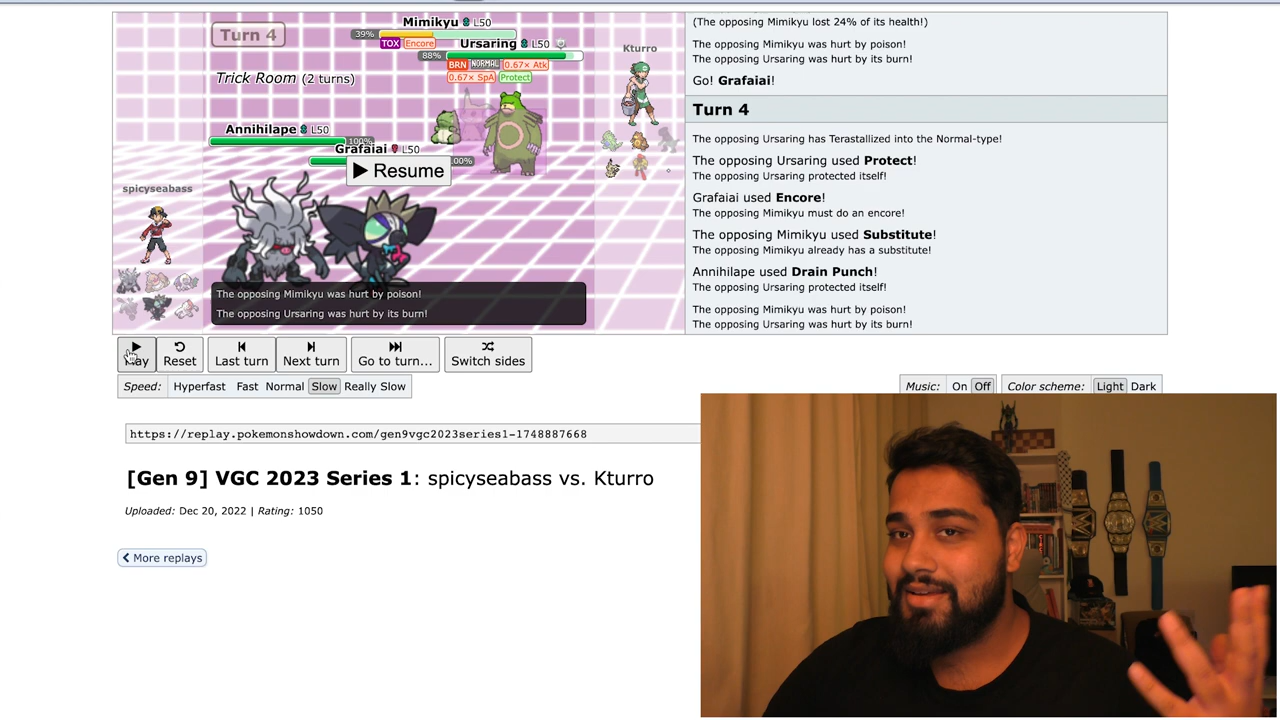 Turn 4
Mimikyu L50
39%
TOX Encore
Ursaring L50
88%
BRN NORMAL 0.67× Atk
0.67× SpA Protect
Trick Room (2 turns)
Annihilape L50
100%
Grafaiai L50
100%
Resume
spicyseabass
Kturro
The opposing Mimikyu was hurt by poison!
The opposing Ursaring was hurt by its burn!
(The opposing Mimikyu lost 24% of its health!)
The opposing Mimikyu was hurt by poison!
The opposing Ursaring was hurt by its burn!
Go! Grafaiai!
Turn 4
The opposing Ursaring has Terastallized into the Normal-type!
The opposing Ursaring used Protect!
The opposing Ursaring protected itself!
Grafaiai used Encore!
The opposing Mimikyu must do an encore!
The opposing Mimikyu used Substitute!
The opposing Mimikyu already has a substitute!
Annihilape used Drain Punch!
The opposing Ursaring protected itself!
The opposing Mimikyu was hurt by poison!
The opposing Ursaring was hurt by its burn!
Play Reset Last turn Next turn Go to turn... Switch sides
Speed: Hyperfast Fast Normal Slow Really Slow
Music: On Off Color scheme: Light Dark
https://replay.pokemonshowdown.com/gen9vgc2023series1-1748887668
[Gen 9] VGC 2023 Series 1: spicyseabass vs. Kturro
Uploaded: Dec 20, 2022 | Rating: 1050
More replays